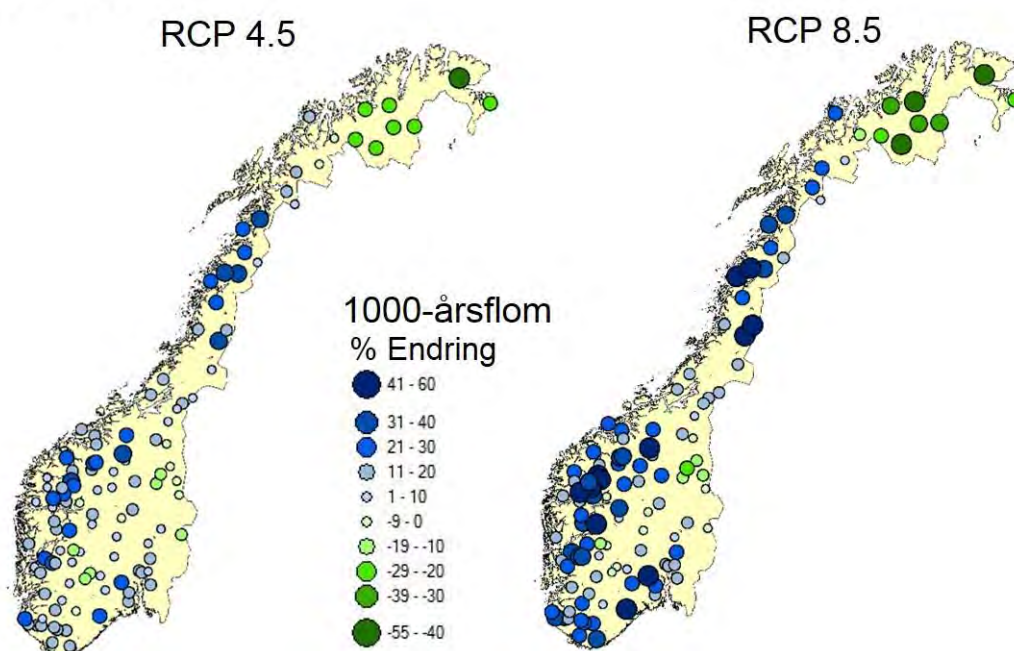 RCP 4.5
RCP 8.5
1000-årsflom
% Endring
41 - 60
31 - 40
21 - 30
11 - 20
1 - 10
-9 - 0
-19 - -10
-29 - -20
-39 - -30
-55 - -40